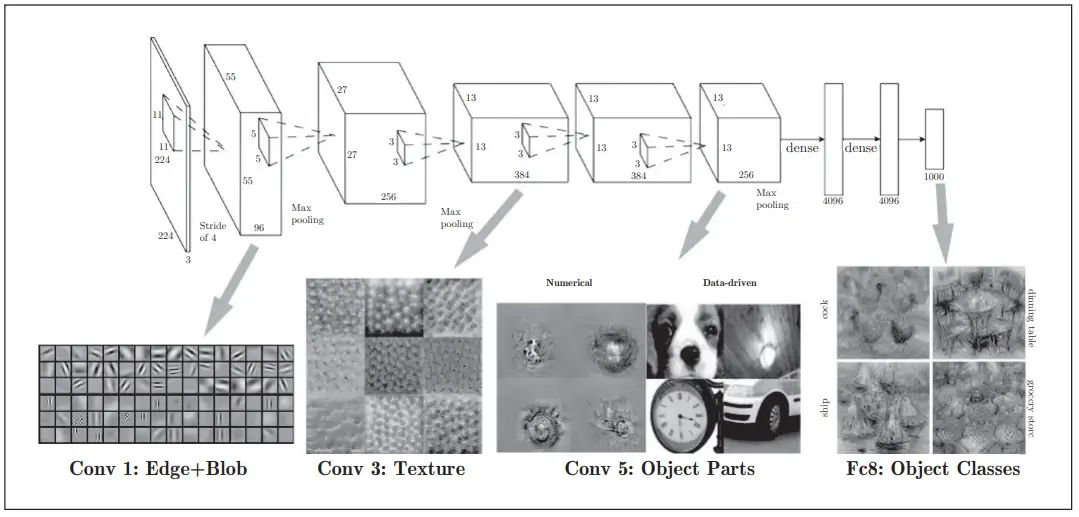 11
11
224
224
3
Stride
of 4
55
55
5
5
96
Max
pooling
27
27
3
3
256
Max
pooling
13
13
3
3
384
13
13
3
3
384
13
13
256
Max
pooling
dense
4096
dense
4096
1000
Conv 1: Edge+Blob
Conv 3: Texture
Numerical
Data-driven
Conv 5: Object Parts
cock
dinning table
ship
grocry store
Fc8: Object Classes